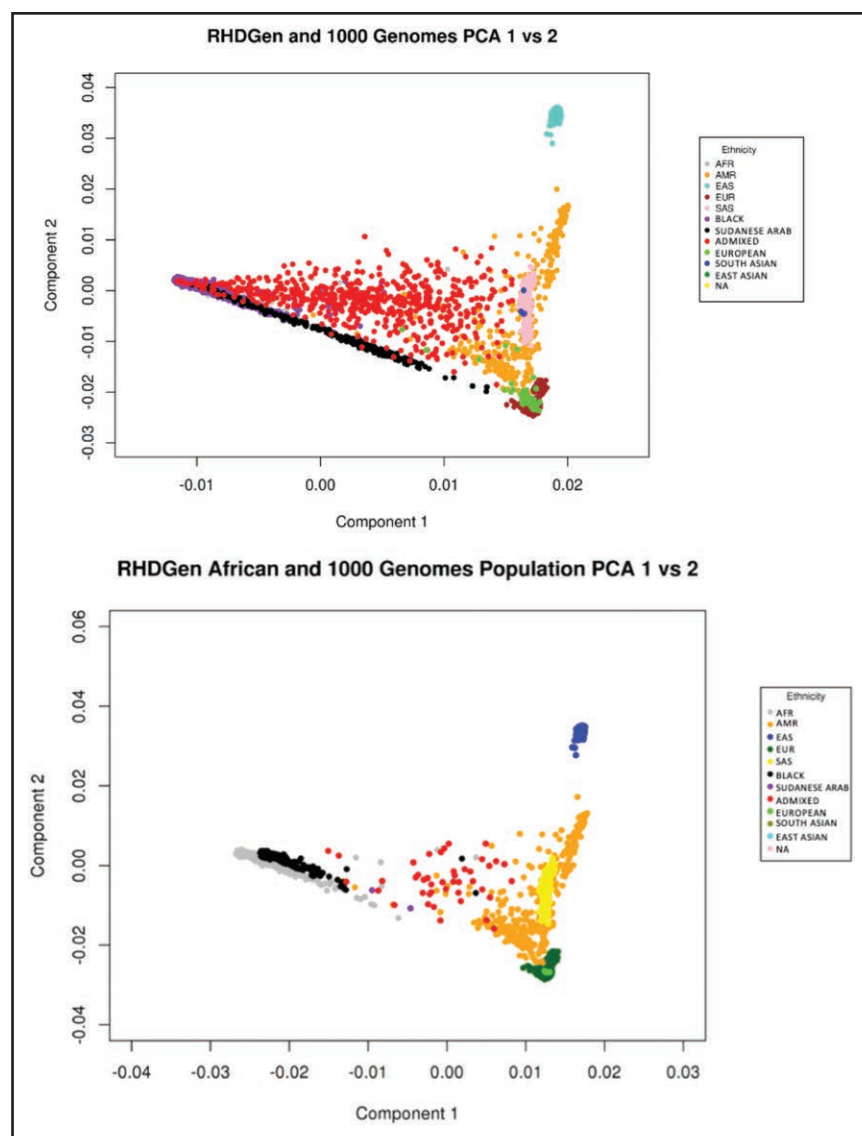 RHDGen and 1000 Genomes PCA 1 vs 2
0.04
0.03
0.02
0.01
0.00
-0.01
-0.02
-0.03
Component 2
-0.01
0.00
0.01
0.02
Component 1
Ethnicity
AFR
AMR
EAS
EUR
SAS
BLACK
SUDANESE ARAB
ADMIXED
EUROPEAN
SOUTH ASIAN
EAST ASIAN
NA
RHDGen African and 1000 Genomes Population PCA 1 vs 2
0.06
0.04
0.02
0.00
-0.02
-0.04
Component 2
-0.04
-0.03
-0.02
-0.01
0.00
0.01
0.02
0.03
Component 1
Ethnicity
AFR
AMR
EAS
EUR
SAS
BLACK
SUDANESE ARAB
ADMIXED
EUROPEAN
SOUTH ASIAN
EAST ASIAN
NA